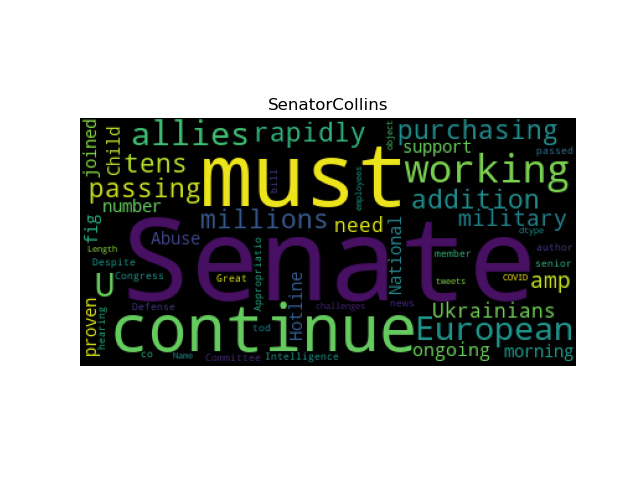 SenatorCollins
joined
Child
allies
rapidly
object
purchasing
support
passed
tens
must
working
passing
bill
employees
number
millions
need
addition
military
fig
Abuse
Senate
National
dtype
Length
author
Despite
Congress
U
Great
Appropriatio
Hotline
member
tweets
COVID
senior
amp
proven
hearing
Defense
continue
tod
challenges
news
Ukrainians
European
co
Name
Committee
Intelligence
ongoing
morning